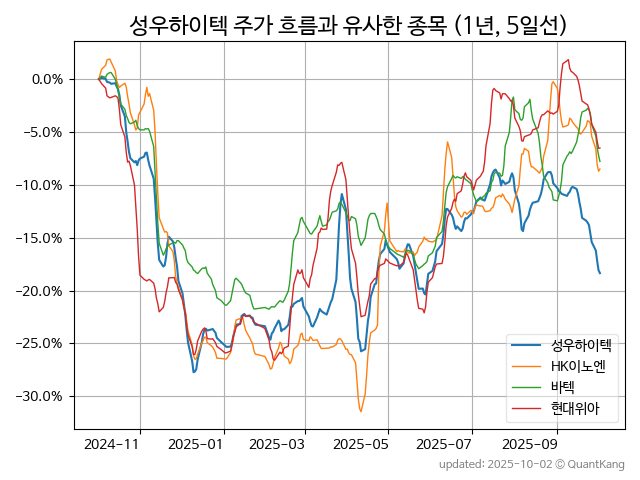 성우하이텍 주가 흐름과 유사한 종목 (1년, 5일선)
0.0%
−5.0%
−10.0%
−15.0%
−20.0%
−25.0%
−30.0%
2024-11
2025-01
2025-03
2025-05
2025-07
2025-09
성우하이텍
HK이노엔
바텍
현대위아
updated: 2025-10-02 © QuantKang